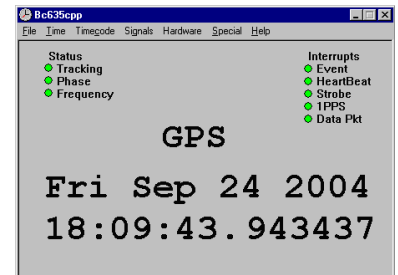 Bc635cpp
File Time Timecode Signals Hardware Special Help
Status
Tracking
Phase
Frequency
Interrupts
Event
HeartBeat
Strobe
1PPS
Data Pkt
GPS
Fri Sep 24 2004
18:09:43.943437